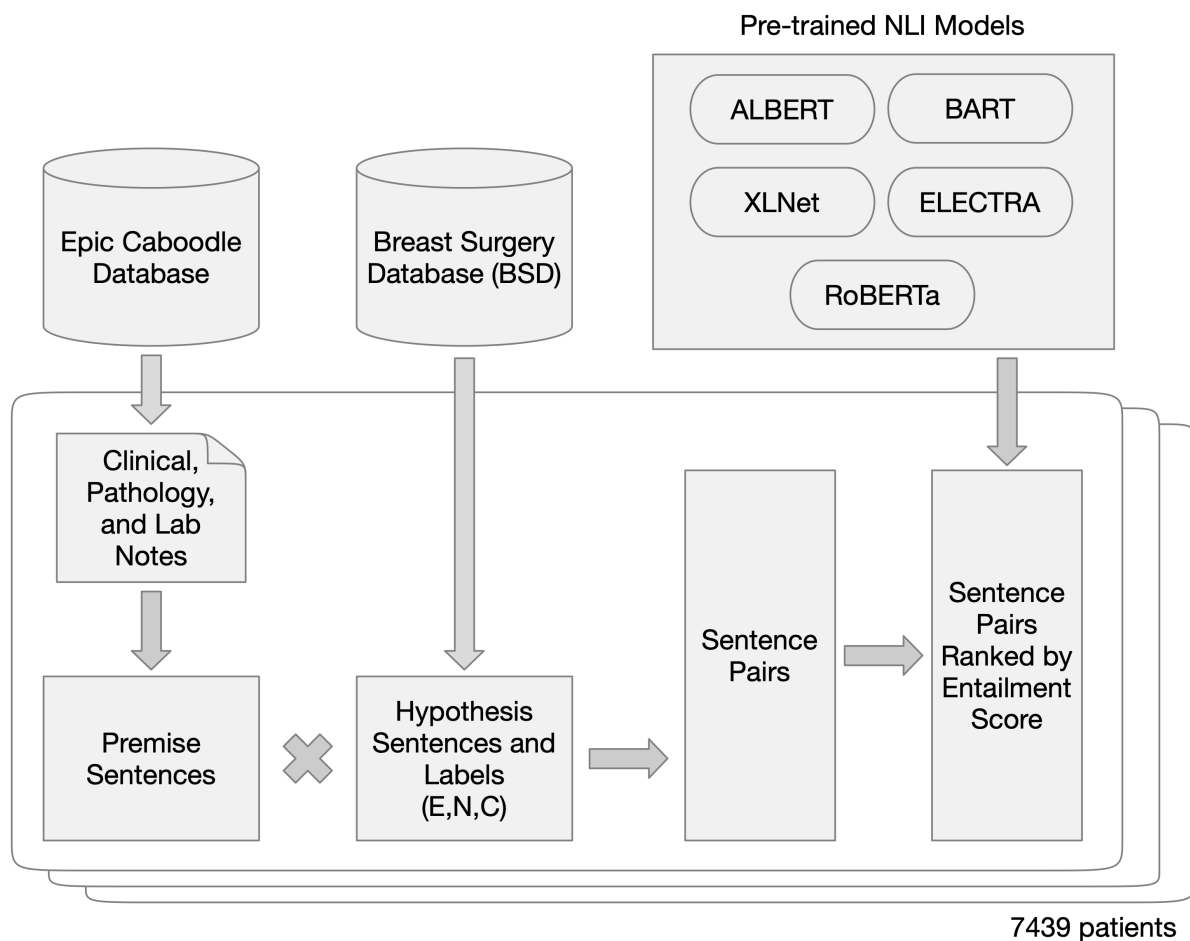 Pre-trained NLI Models
ALBERT
BART
XLNet
ELECTRA
RoBERTa
Epic Caboodle
Database
Breast Surgery
Database (BSD)
Clinical,
Pathology,
and Lab
Notes
Premise
Sentences
Hypothesis
Sentences and
Labels
(E,N,C)
Sentence
Pairs
Sentence
Pairs
Ranked by
Entailment
Score
7439 patients